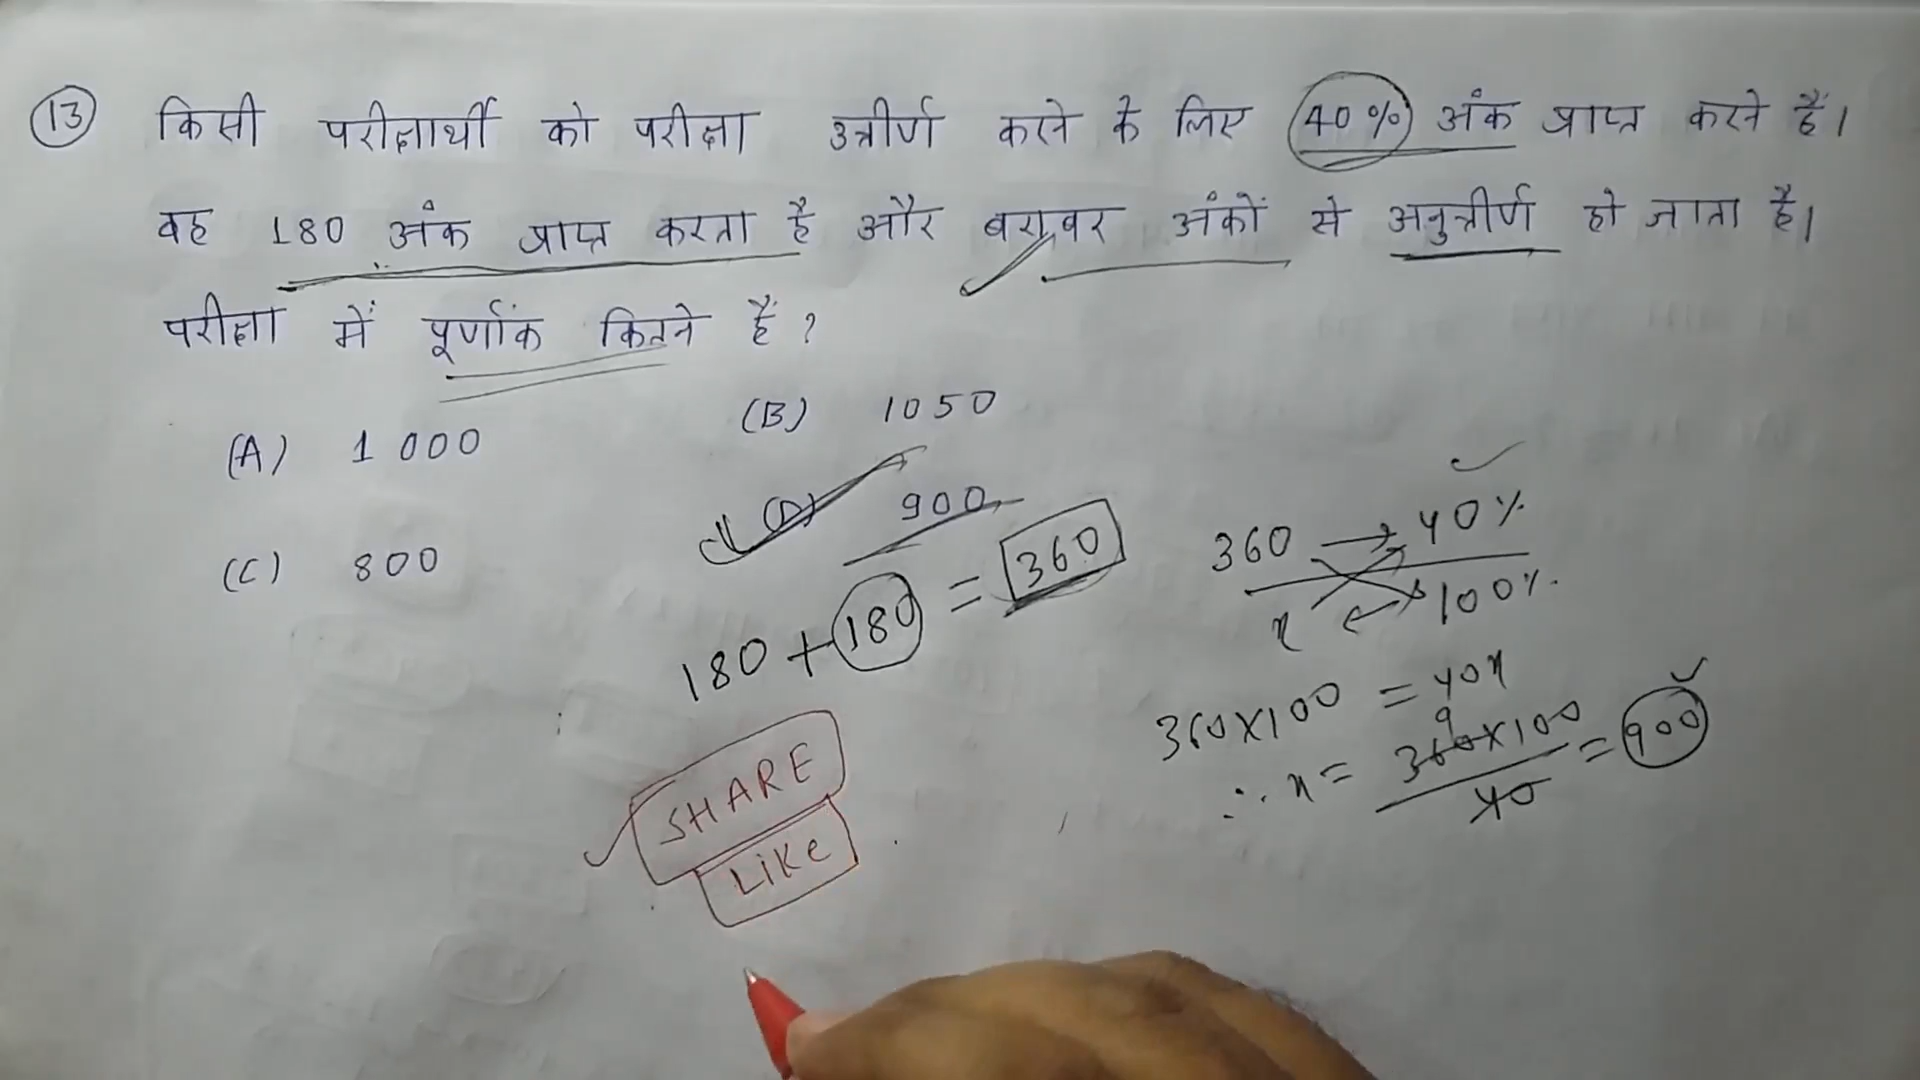 13 किसी परीक्षार्थी को परीक्षा उत्रीर्ण करने के लिए 40% अंक प्राप्त करने हैं।
वह 180 अंक प्राप्त करता है और बराबर अंकों से अनुत्रीर्ण हो जाता है।
परीक्षा में पूर्णांक कितने हैं ?
(A) 1000 (B) 1050
(C) 800 (D) 900
180 + 180 = 360
360 → 40%
x ← 100%
360×100 = 40x
9
∴ x = 360×100 / 40 = 900
SHARE
LiKe